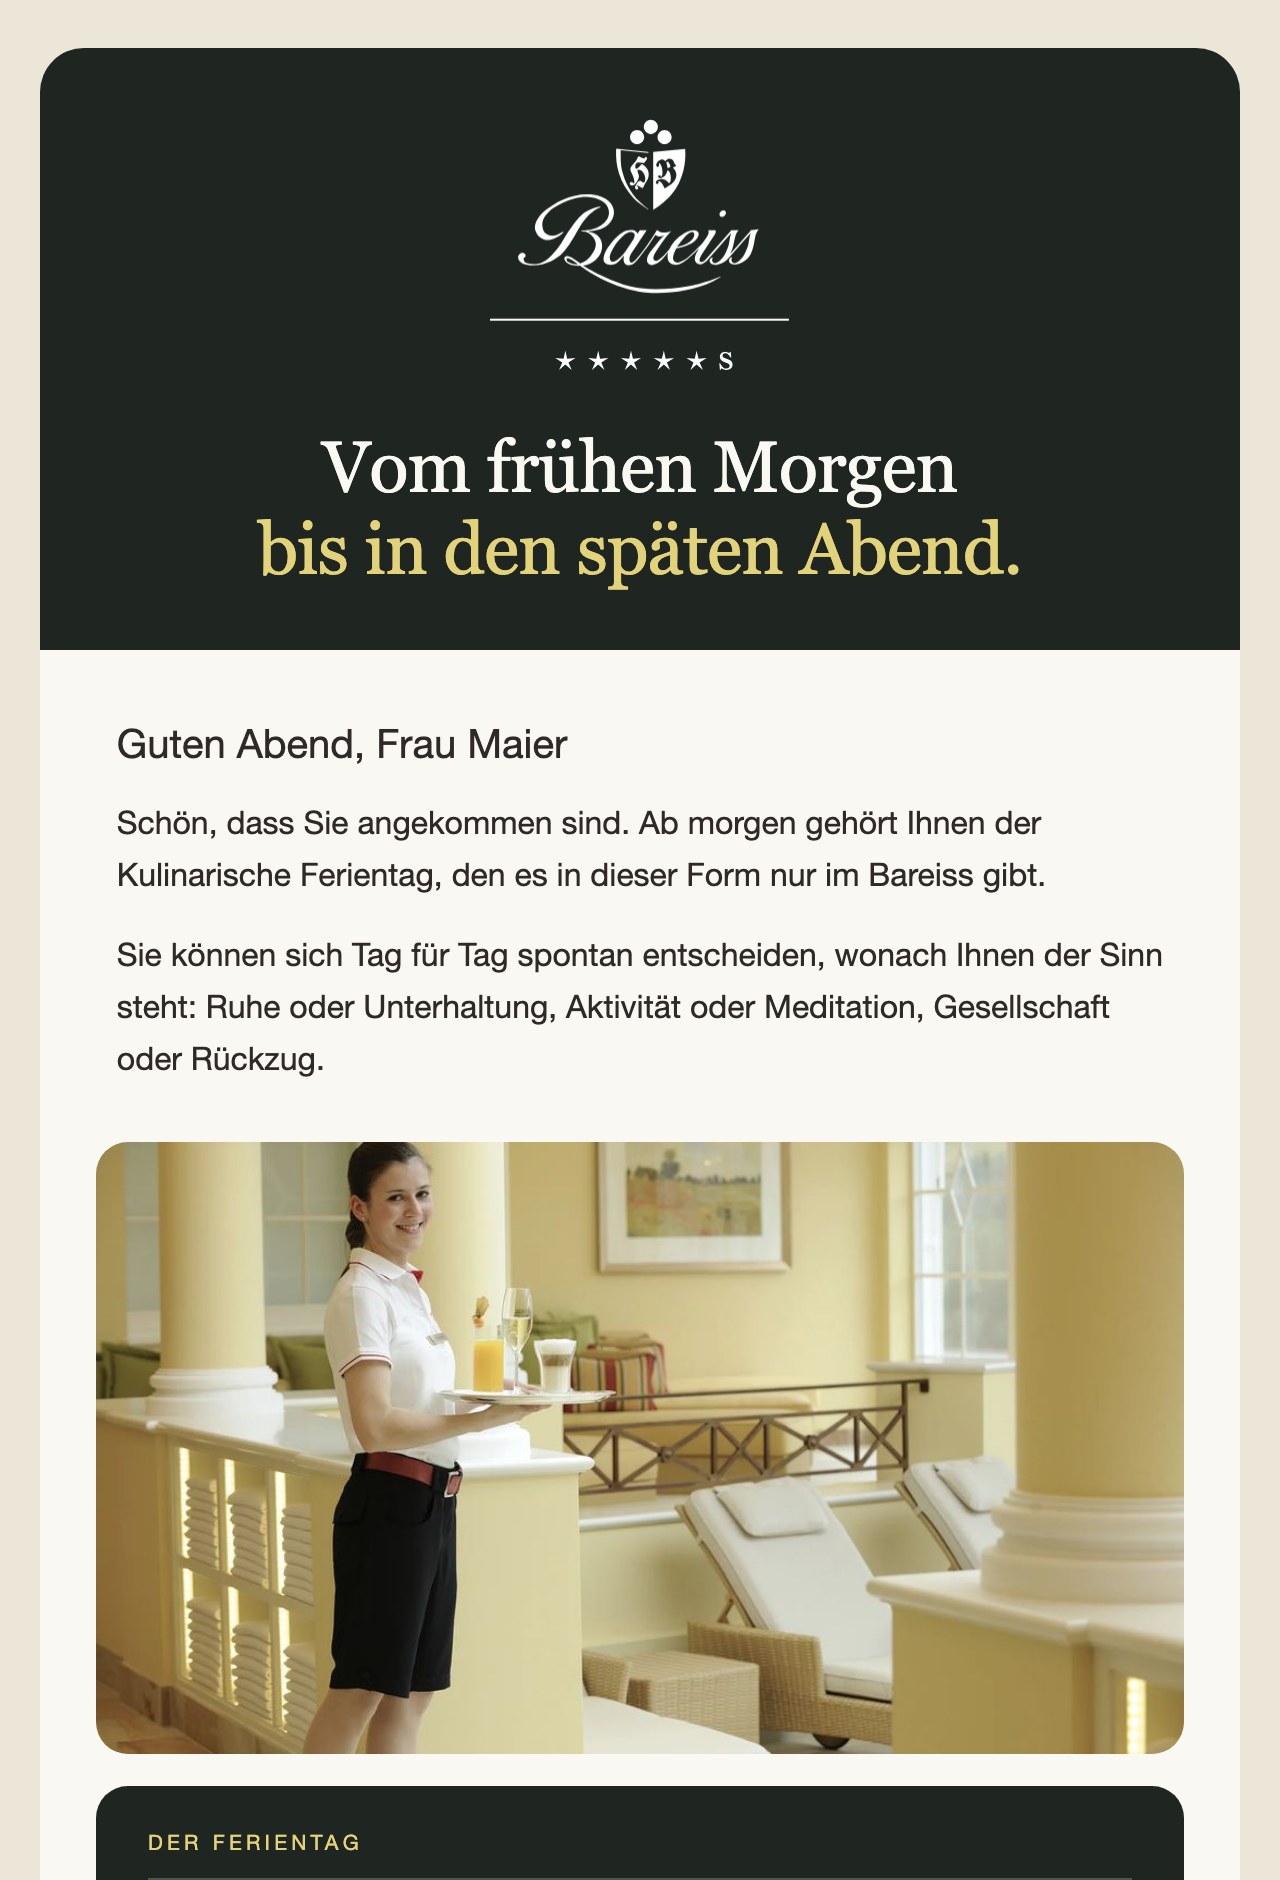 HB
Bareiss
★ ★ ★ ★ ★ S
Vom frühen Morgen
bis in den späten Abend.
Guten Abend, Frau Maier
Schön, dass Sie angekommen sind. Ab morgen gehört Ihnen der
Kulinarische Ferientag, den es in dieser Form nur im Bareiss gibt.
Sie können sich Tag für Tag spontan entscheiden, wonach Ihnen der Sinn
steht: Ruhe oder Unterhaltung, Aktivität oder Meditation, Gesellschaft
oder Rückzug.
DER FERIENTAG